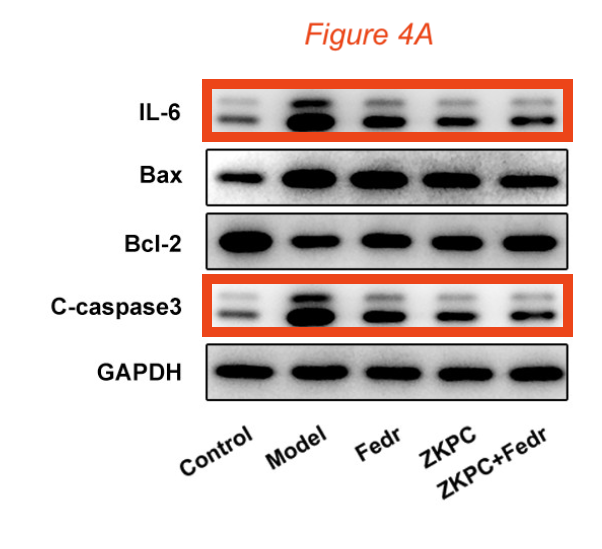 Figure 4A
IL-6
Bax
Bcl-2
C-caspase3
GAPDH
Control
Model
Fedr
ZKPC
ZKPC+Fedr